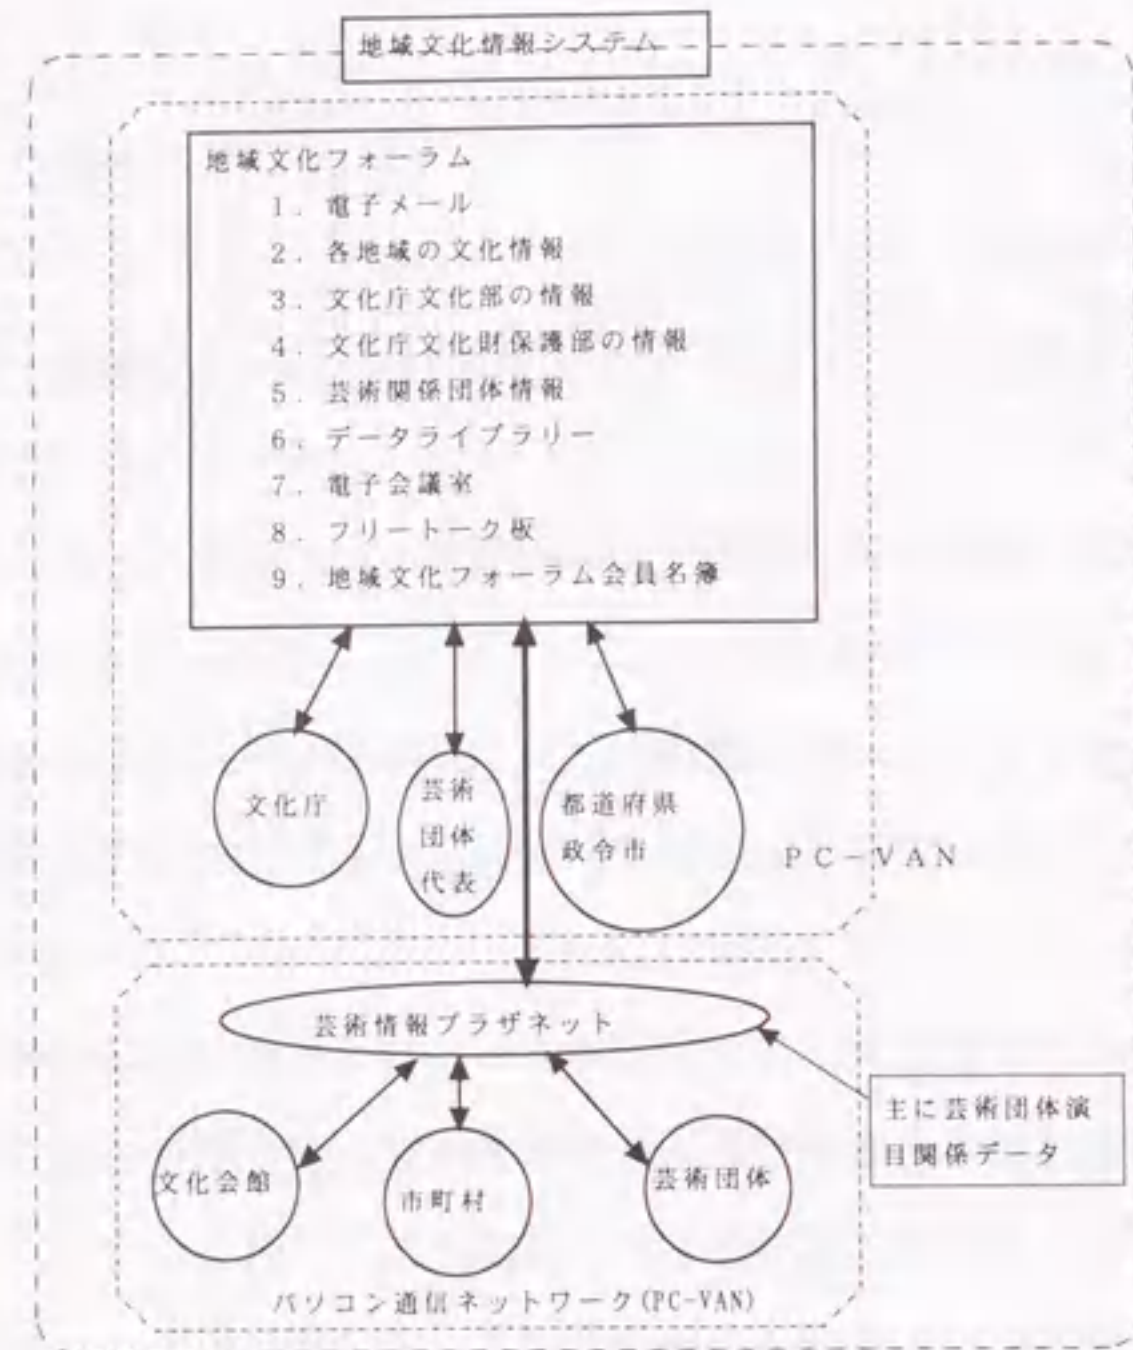 地域文化情報システム
地域文化フォーラム
1．電子メール
2．各地域の文化情報
3．文化庁文化部の情報
4．文化庁文化財保護部の情報
5．芸術関係団体情報
6．データライブラリー
7．電子会議室
8．フリートーク板
9．地域文化フォーラム会員名簿
文化庁
芸術
団体
代表
都道府県
政令市
ＰＣ－ＶＡＮ
芸術情報プラザネット
主に芸術団体演
目関係データ
文化会館
市町村
芸術団体
パソコン通信ネットワーク(PC-VAN)